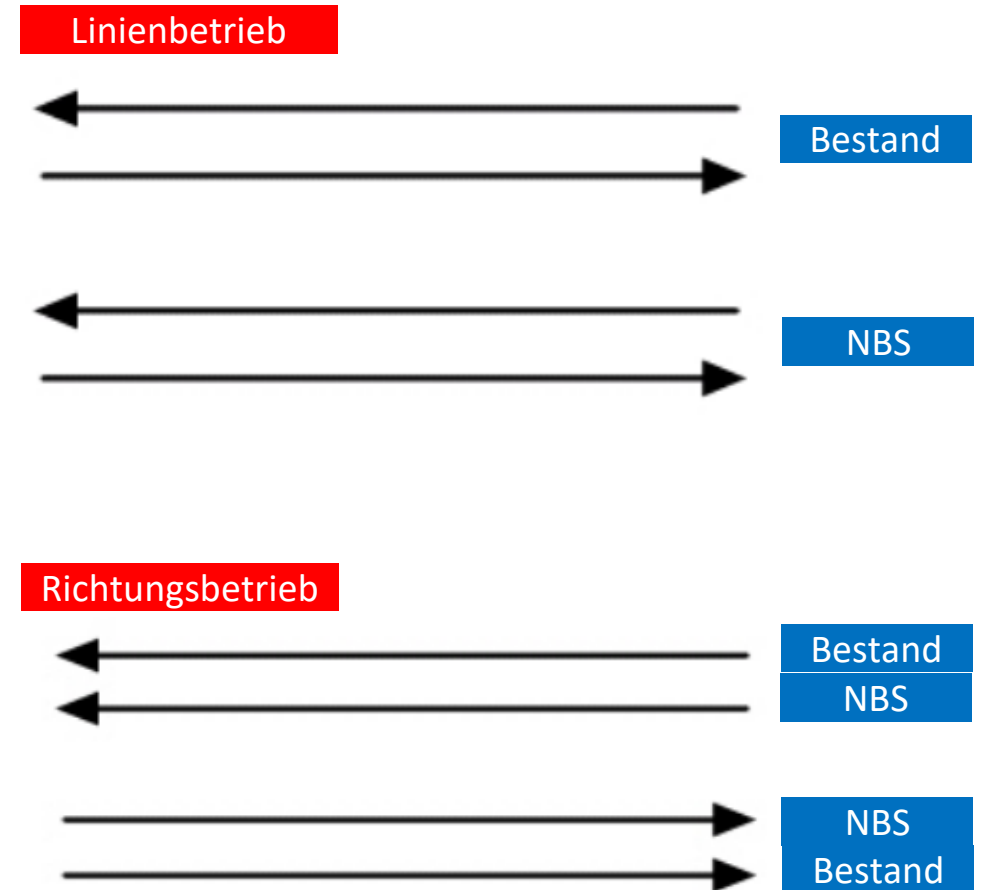 Linienbetrieb
Bestand
NBS
Richtungsbetrieb
Bestand
NBS
NBS
Bestand